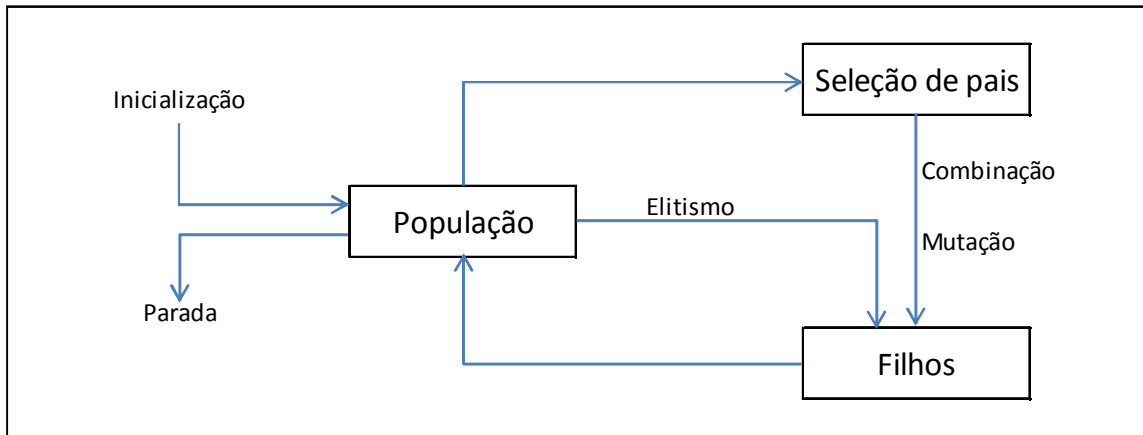 Inicialização
Seleção de pais
Combinação
População
Elitismo
Mutação
Parada
Filhos